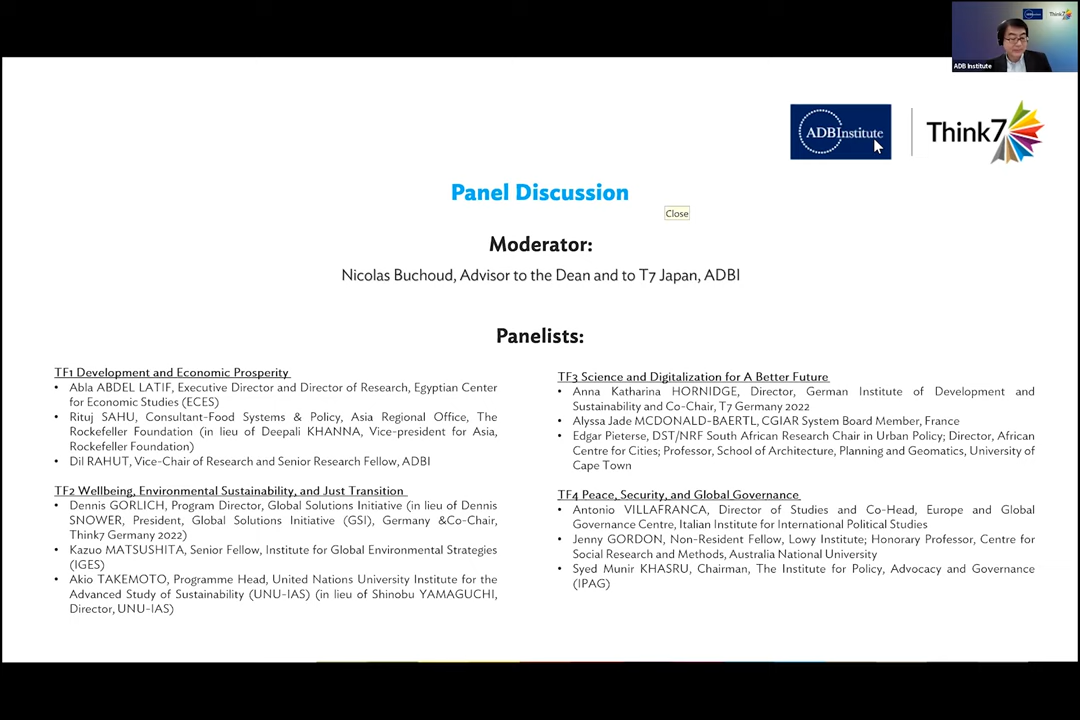 ADB Institute
ADBInstitute
Think7
Panel Discussion
Close
Moderator:
Nicolas Buchoud, Advisor to the Dean and to T7 Japan, ADBI
Panelists:
TF1 Development and Economic Prosperity
• Abla ABDEL LATIF, Executive Director and Director of Research, Egyptian Center
for Economic Studies (ECES)
• Rituj SAHU, Consultant-Food Systems & Policy, Asia Regional Office, The
Rockefeller Foundation (in lieu of Deepali KHANNA, Vice-president for Asia,
Rockefeller Foundation)
• Dil RAHUT, Vice-Chair of Research and Senior Research Fellow, ADBI
TF2 Wellbeing, Environmental Sustainability, and Just Transition
• Dennis GORLICH, Program Director, Global Solutions Initiative (in lieu of Dennis
SNOWER, President, Global Solutions Initiative (GSI), Germany &Co-Chair,
Think7 Germany 2022)
• Kazuo MATSUSHITA, Senior Fellow, Institute for Global Environmental Strategies
(IGES)
• Akio TAKEMOTO, Programme Head, United Nations University Institute for the
Advanced Study of Sustainability (UNU-IAS) (in lieu of Shinobu YAMAGUCHI,
Director, UNU-IAS)
TF3 Science and Digitalization for A Better Future
• Anna Katharina HORNIDGE, Director, German Institute of Development and
Sustainability and Co-Chair, T7 Germany 2022
• Alyssa Jade MCDONALD-BAERTL, CGIAR System Board Member, France
• Edgar Pieterse, DST/NRF South African Research Chair in Urban Policy; Director, African
Centre for Cities; Professor, School of Architecture, Planning and Geomatics, University of
Cape Town
TF4 Peace, Security, and Global Governance
• Antonio VILLAFRANCA, Director of Studies and Co-Head, Europe and Global
Governance Centre, Italian Institute for International Political Studies
• Jenny GORDON, Non-Resident Fellow, Lowy Institute; Honorary Professor, Centre for
Social Research and Methods, Australia National University
• Syed Munir KHASRU, Chairman, The Institute for Policy, Advocacy and Governance
(IPAG)